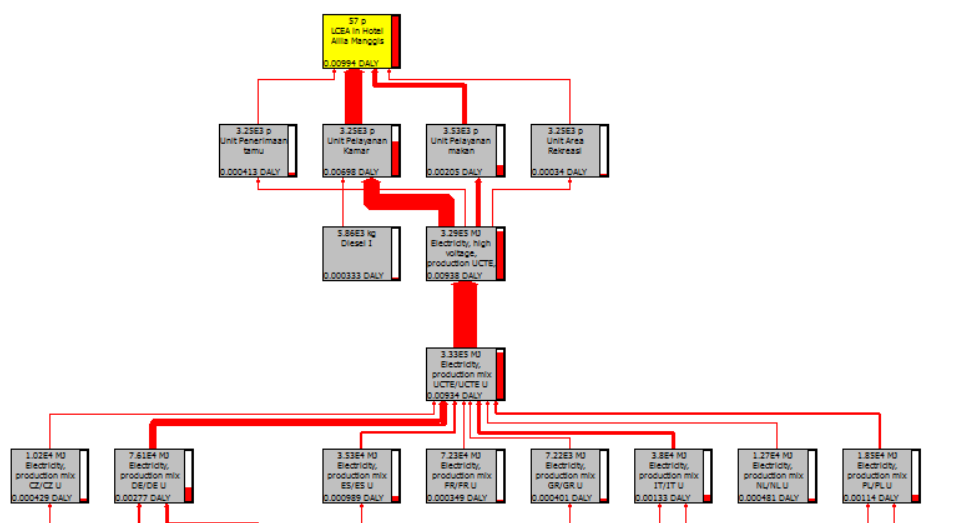 57 p
LCEA in Hotel
Alila Manggis
0.00994 DALY
3.25E3 p
Unit Penerimaan
tamu
0.000413 DALY
3.25E3 p
Unit Pelayanan
Kamar
0.00698 DALY
3.53E3 p
Unit Pelayanan
makan
0.00205 DALY
3.25E3 p
Unit Area
Rekreasi
0.00034 DALY
5.86E3 kg
Diesel I
0.000333 DALY
3.29E5 MJ
Electricity, high
voltage,
production UCTE,
0.00938 DALY
3.33E5 MJ
Electricity,
production mix
UCTE/UCTE U
0.00934 DALY
1.02E4 MJ
Electricity,
production mix
CZ/CZ U
0.000429 DALY
7.61E4 MJ
Electricity,
production mix
DE/DE U
0.00277 DALY
3.53E4 MJ
Electricity,
production mix
ES/ES U
0.000989 DALY
7.23E4 MJ
Electricity,
production mix
FR/FR U
0.000349 DALY
7.22E3 MJ
Electricity,
production mix
GR/GR U
0.000401 DALY
3.8E4 MJ
Electricity,
production mix
IT/IT U
0.00133 DALY
1.27E4 MJ
Electricity,
production mix
NL/NL U
0.000481 DALY
1.85E4 MJ
Electricity,
production mix
PL/PL U
0.00114 DALY